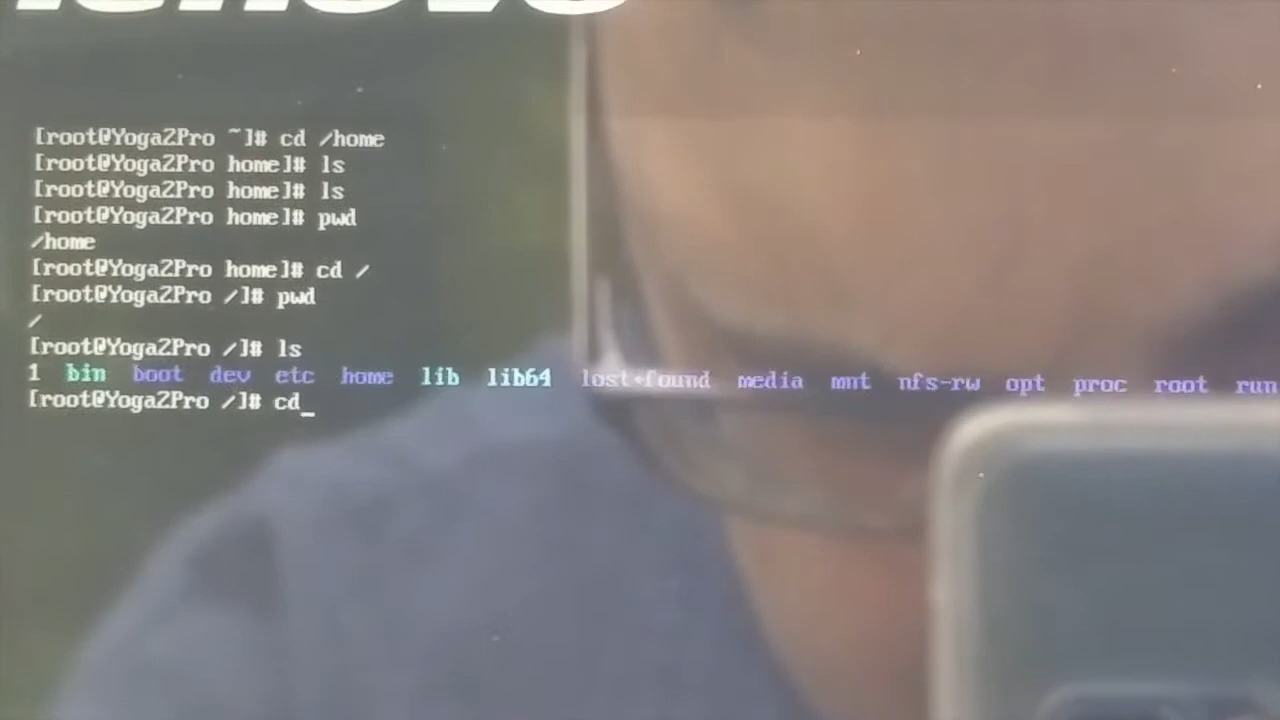 lenovo
[root@Yoga2Pro ~]# cd /home
[root@Yoga2Pro home]# ls
[root@Yoga2Pro home]# ls
[root@Yoga2Pro home]# pwd
/home
[root@Yoga2Pro home]# cd /
[root@Yoga2Pro /]# pwd
/
[root@Yoga2Pro /]# ls
1 bin boot dev etc home lib lib64 lost+found media mnt nfs-rw opt proc root run
[root@Yoga2Pro /]# cd_